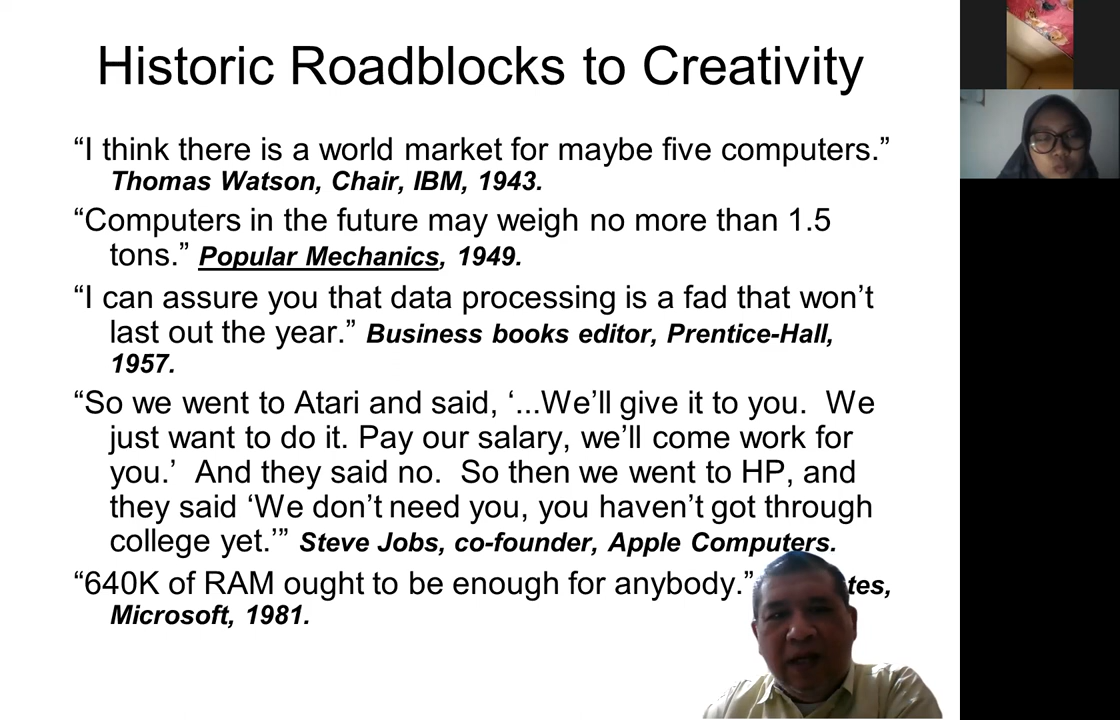 Historic Roadblocks to Creativity
“I think there is a world market for maybe five computers.”
Thomas Watson, Chair, IBM, 1943.
“Computers in the future may weigh no more than 1.5
tons.” Popular Mechanics, 1949.
“I can assure you that data processing is a fad that won’t
last out the year.” Business books editor, Prentice-Hall,
1957.
“So we went to Atari and said, ‘...We’ll give it to you. We
just want to do it. Pay our salary, we’ll come work for
you.’ And they said no. So then we went to HP, and
they said ‘We don’t need you, you haven’t got through
college yet.’” Steve Jobs, co-founder, Apple Computers.
“640K of RAM ought to be enough for anybody.” tes,
Microsoft, 1981.